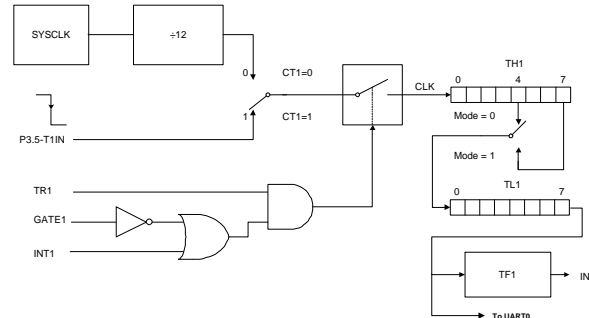 SYSCLK
÷12
TH1
0
CT1=0
CLK
0
4
7
1
CT1=1
Mode = 0
P3.5-T1IN
Mode = 1
TR1
TL1
0
7
GATE1
INT1
TF1
IN
To UART0